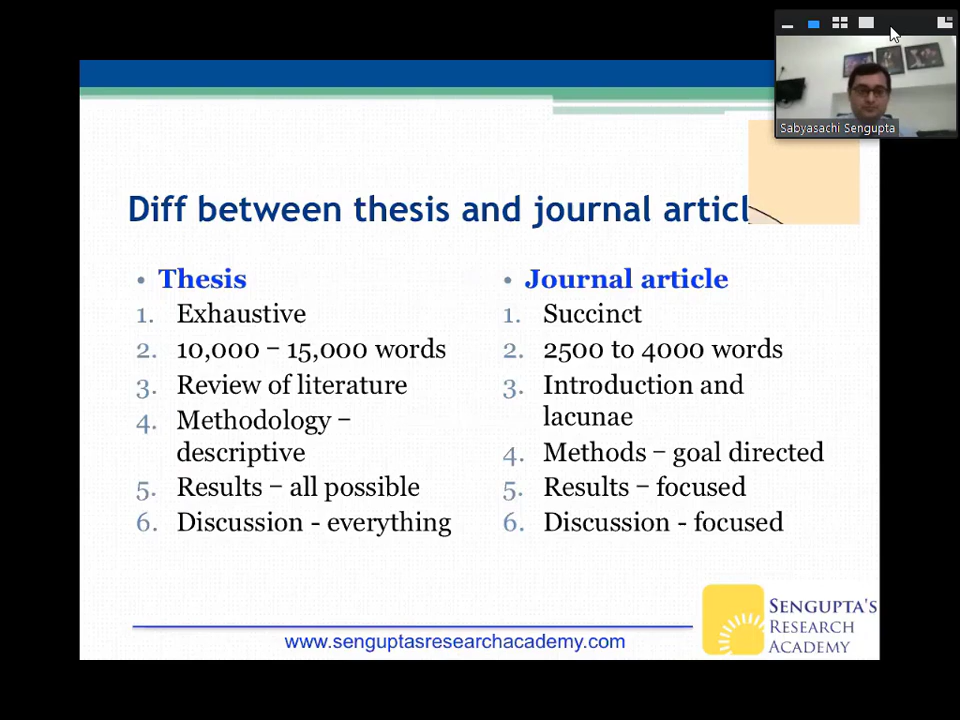 Sabyasachi Sengupta
Diff between thesis and journal articl
• Thesis
1. Exhaustive
2. 10,000 – 15,000 words
3. Review of literature
4. Methodology –
descriptive
5. Results – all possible
6. Discussion - everything
• Journal article
1. Succinct
2. 2500 to 4000 words
3. Introduction and
lacunae
4. Methods – goal directed
5. Results – focused
6. Discussion - focused
www.senguptasresearchacademy.com
SENGUPTA'S
RESEARCH
ACADEMY